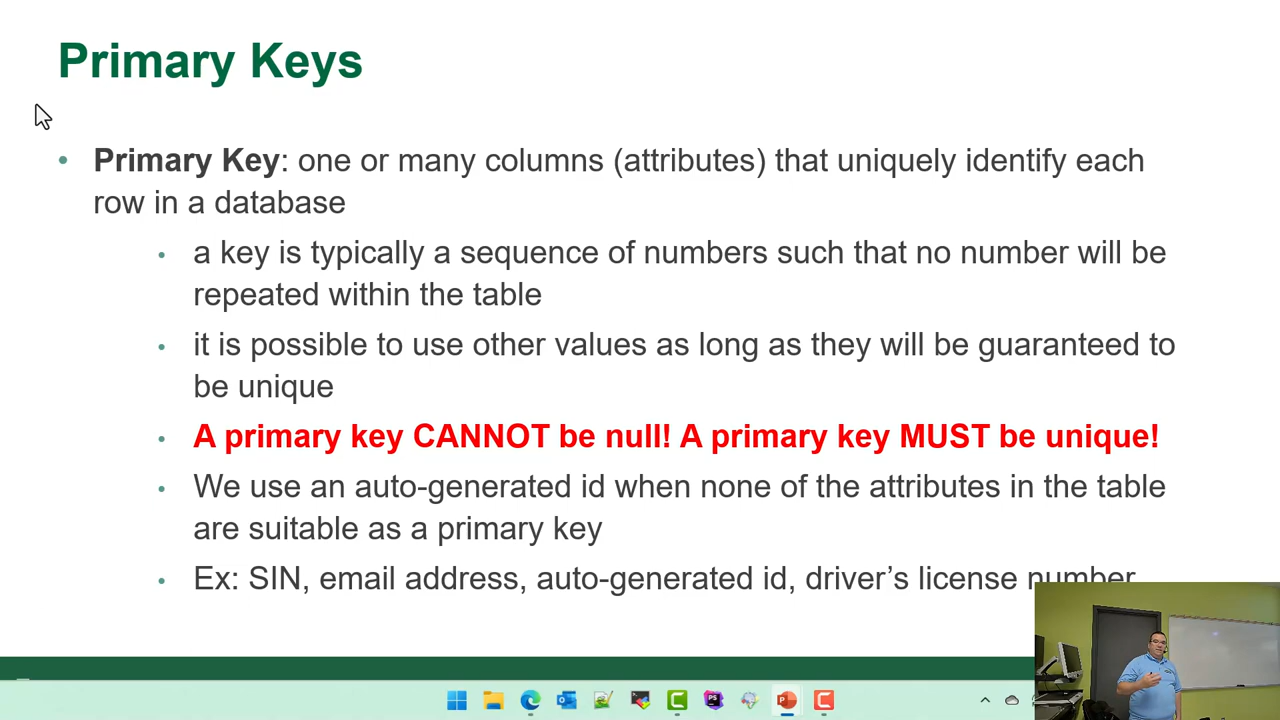 Primary Keys
• Primary Key: one or many columns (attributes) that uniquely identify each
row in a database
• a key is typically a sequence of numbers such that no number will be
repeated within the table
• it is possible to use other values as long as they will be guaranteed to
be unique
• A primary key CANNOT be null! A primary key MUST be unique!
• We use an auto-generated id when none of the attributes in the table
are suitable as a primary key
• Ex: SIN, email address, auto-generated id, driver’s license number